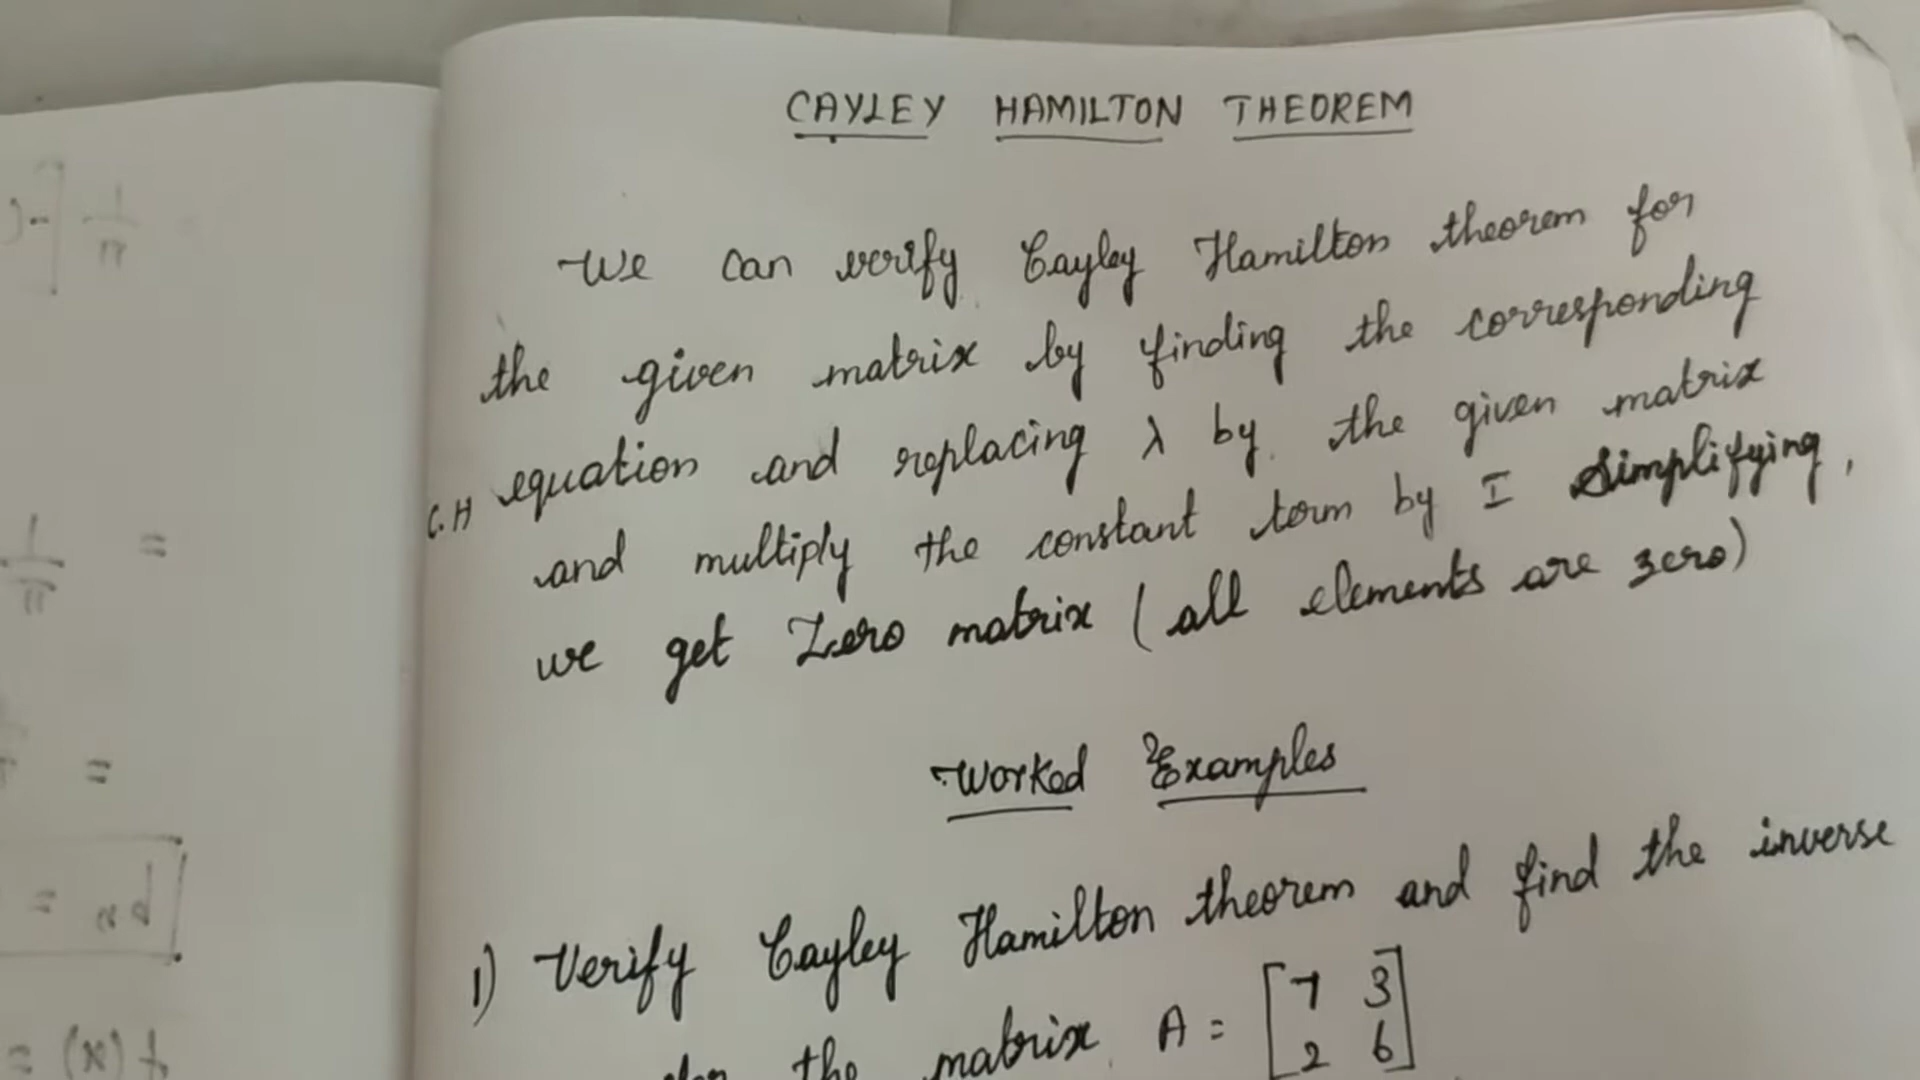 CAYLEY HAMILTON THEOREM
We can verify Cayley Hamilton theorem for
the given matrix by finding the corresponding
C.H equation and replacing λ by the given matrix
and multiply the constant term by I simplifying,
we get Zero matrix (all elements are zero)
Worked Examples
1) Verify Cayley Hamilton theorem and find the inverse
for the matrix A = [7 3
2 6]